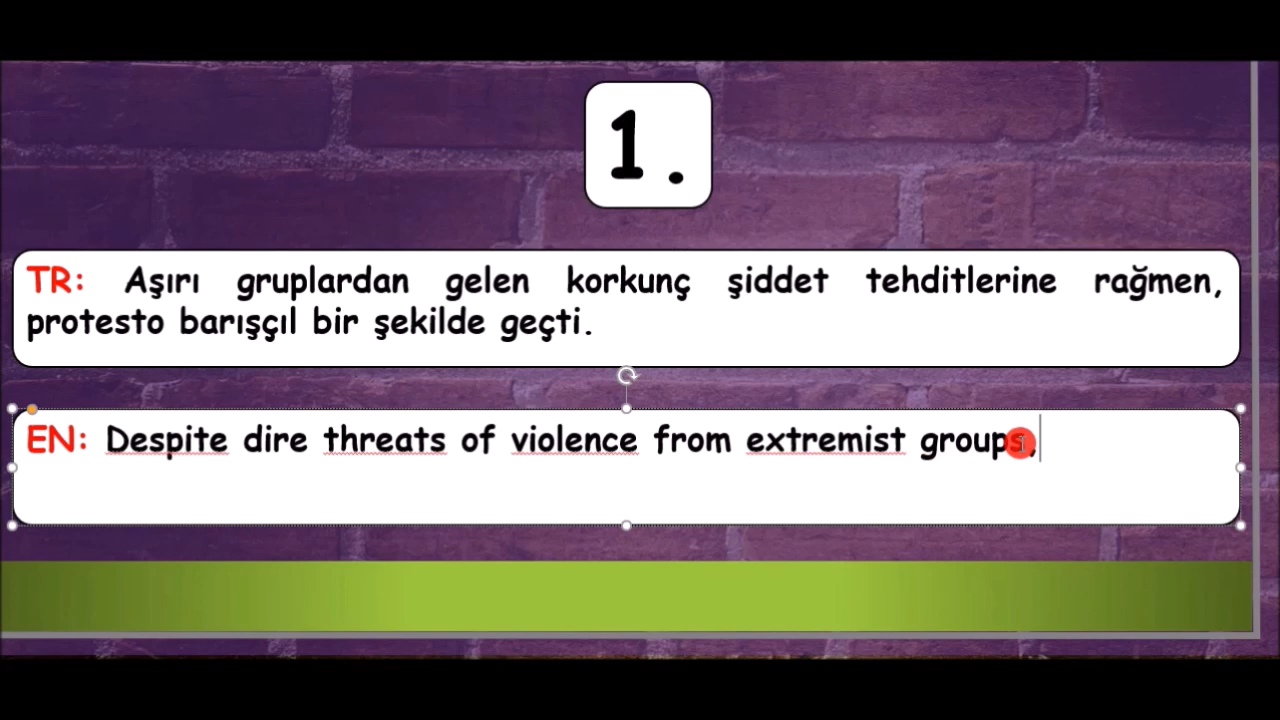 1.
TR: Aşırı gruplardan gelen korkunç şiddet tehditlerine rağmen,
protesto barışçıl bir şekilde geçti.
EN: Despite dire threats of violence from extremist groups,